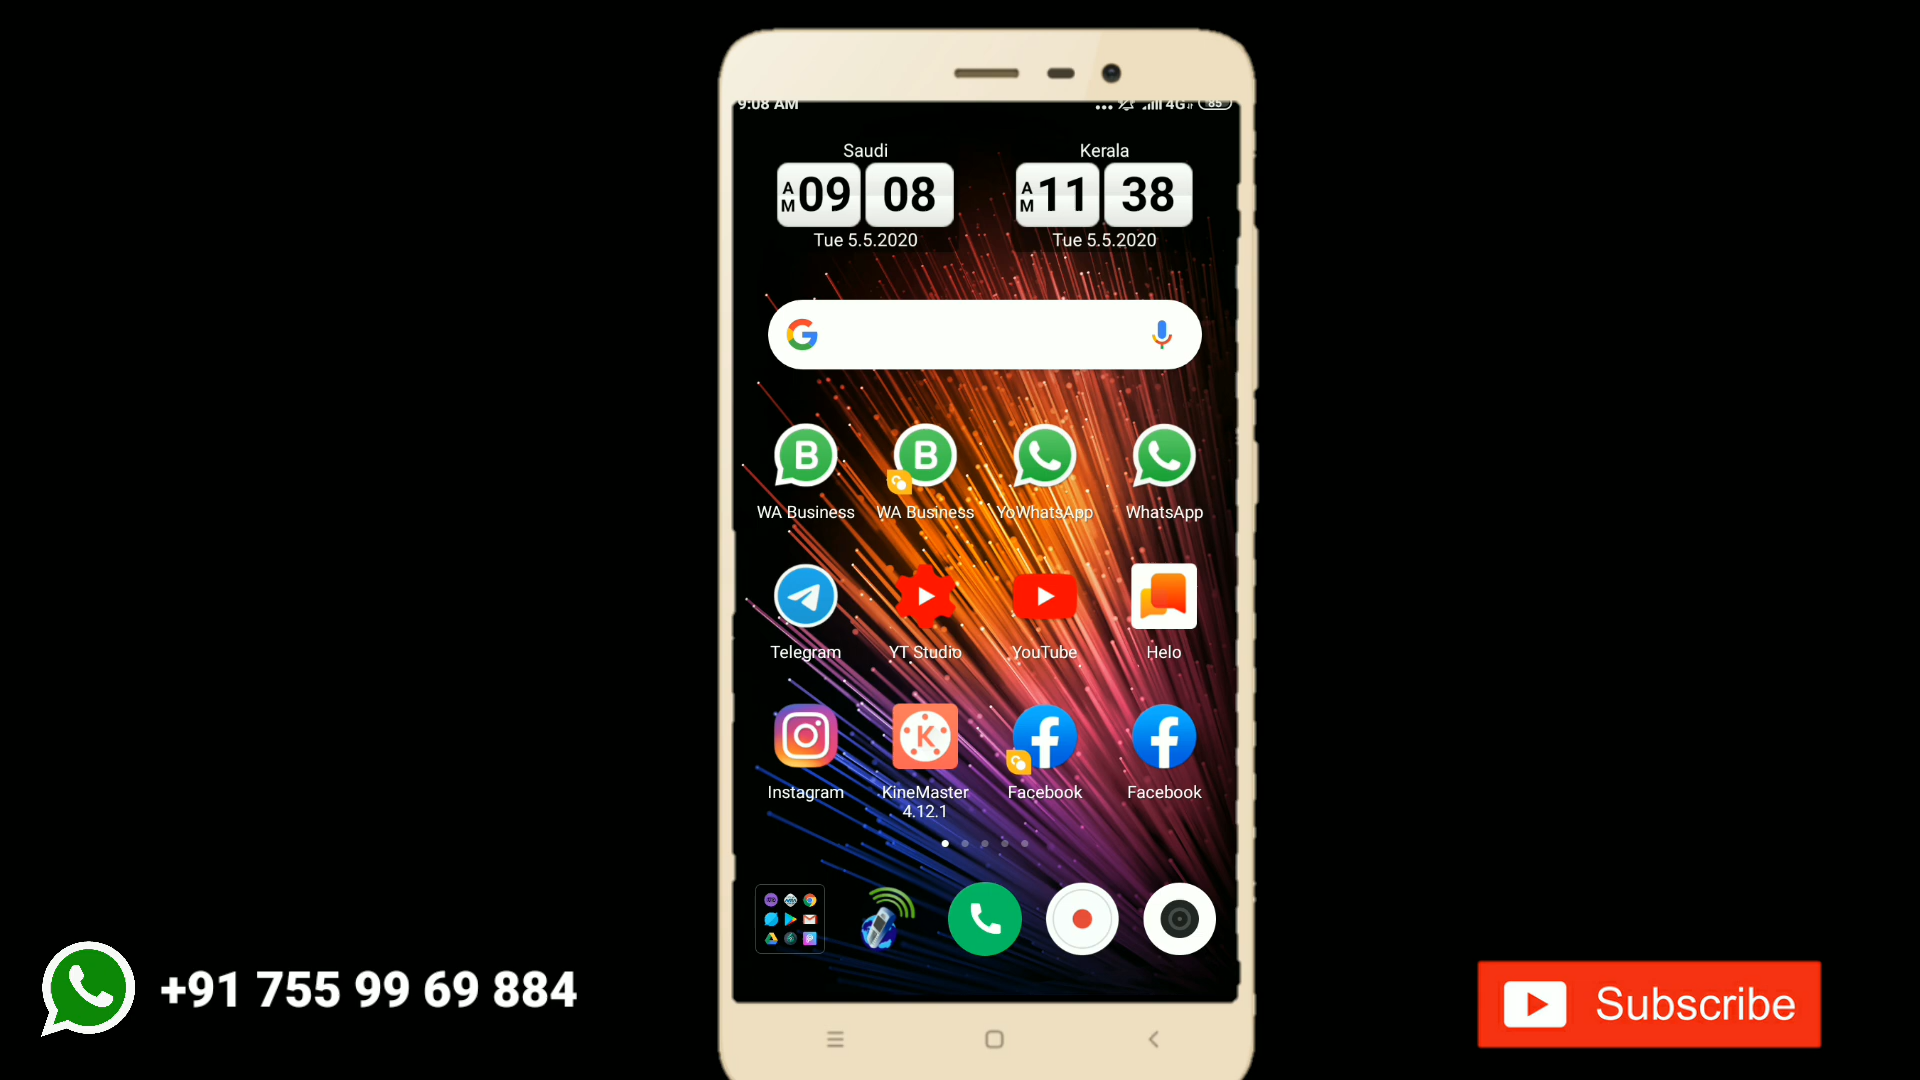 9:08 AM
4G 85
Saudi
Kerala
AM 09 08
AM 11 38
Tue 5.5.2020
Tue 5.5.2020
WA Business
WA Business
YoWhatsApp
WhatsApp
Telegram
YT Studio
YouTube
Helo
Instagram
KineMaster
4.12.1
Facebook
Facebook
+91 755 99 69 884
Subscribe